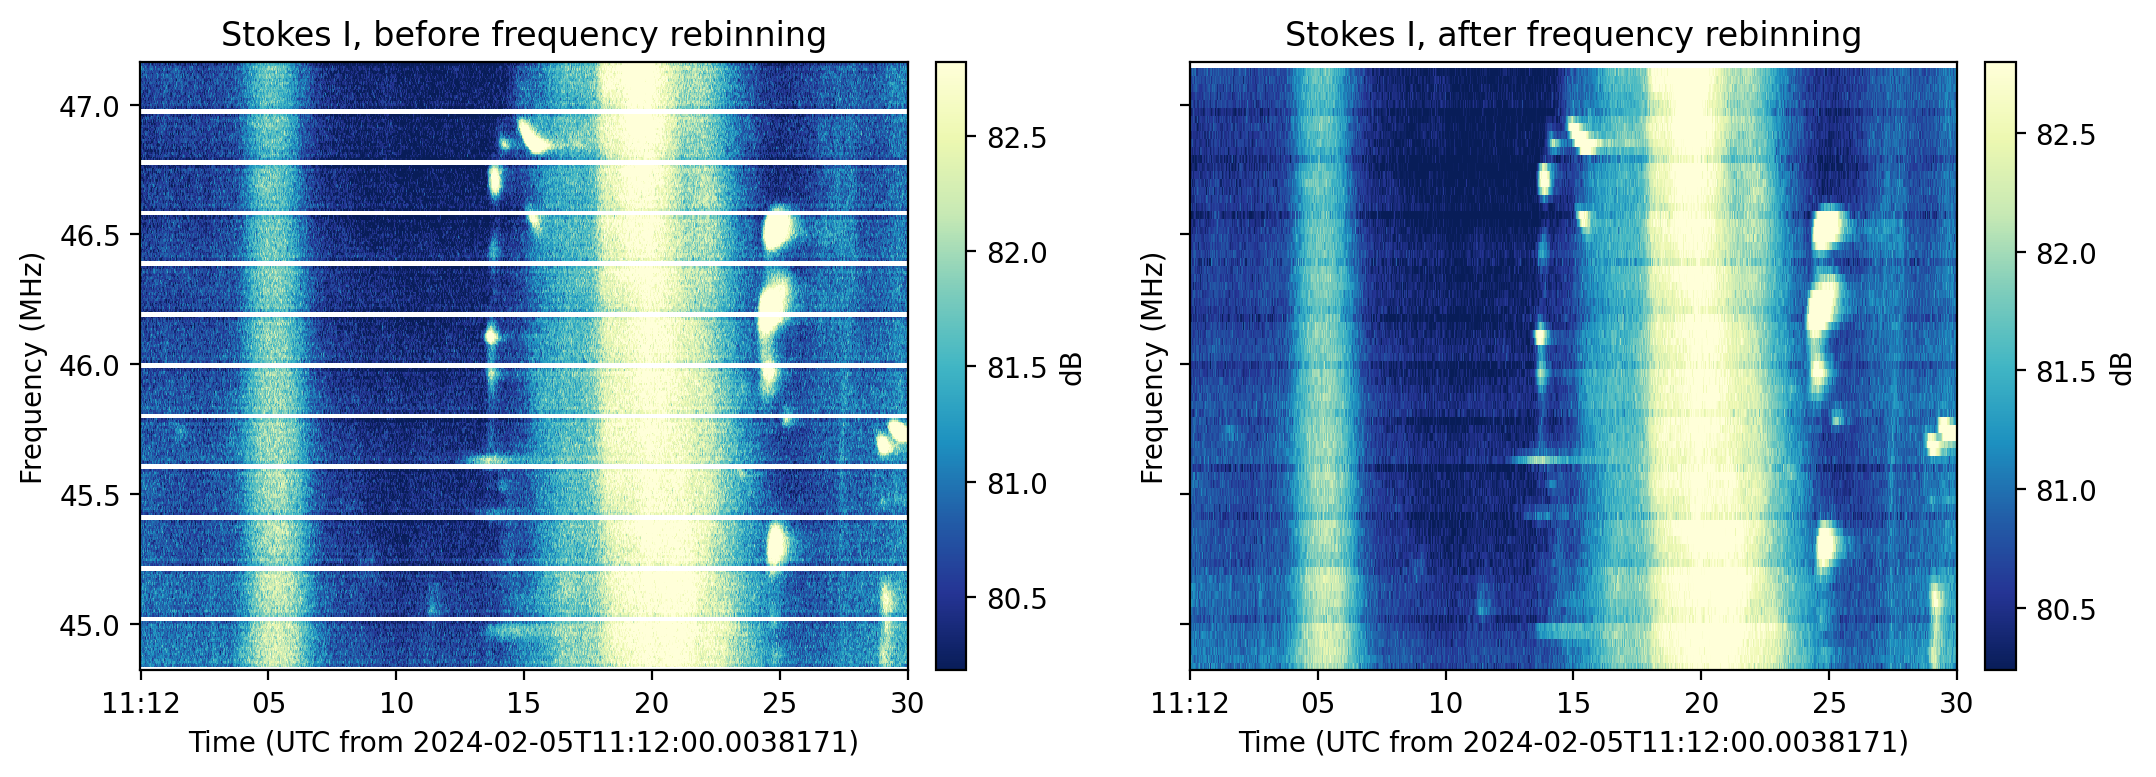 Stokes I, before frequency rebinning
Frequency (MHz)
47.0
46.5
46.0
45.5
45.0
11:12 05 10 15 20 25 30
Time (UTC from 2024-02-05T11:12:00.0038171)
82.5
82.0
81.5
81.0
80.5
dB
Stokes I, after frequency rebinning
Frequency (MHz)
11:12 05 10 15 20 25 30
Time (UTC from 2024-02-05T11:12:00.0038171)
82.5
82.0
81.5
81.0
80.5
dB